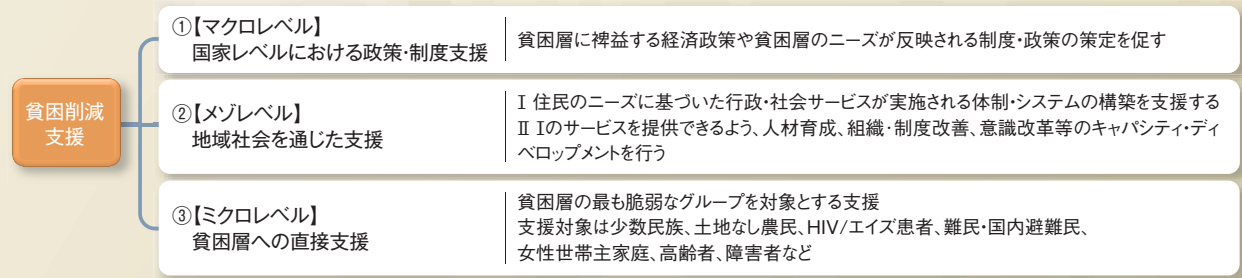 貧困削減
支援
①【マクロレベル】
国家レベルにおける政策・制度支援
貧困層に裨益する経済政策や貧困層のニーズが反映される制度・政策の策定を促す
②【メゾレベル】
地域社会を通じた支援
Ⅰ 住民のニーズに基づいた行政・社会サービスが実施される体制・システムの構築を支援する
Ⅱ Ⅰのサービスを提供できるよう、人材育成、組織・制度改善、意識改革等のキャパシティ・ディ
ベロップメントを行う
③【ミクロレベル】
貧困層への直接支援
貧困層の最も脆弱なグループを対象とする支援
支援対象は少数民族、土地なし農民、HIV/エイズ患者、難民・国内避難民、
女性世帯主家庭、高齢者、障害者など